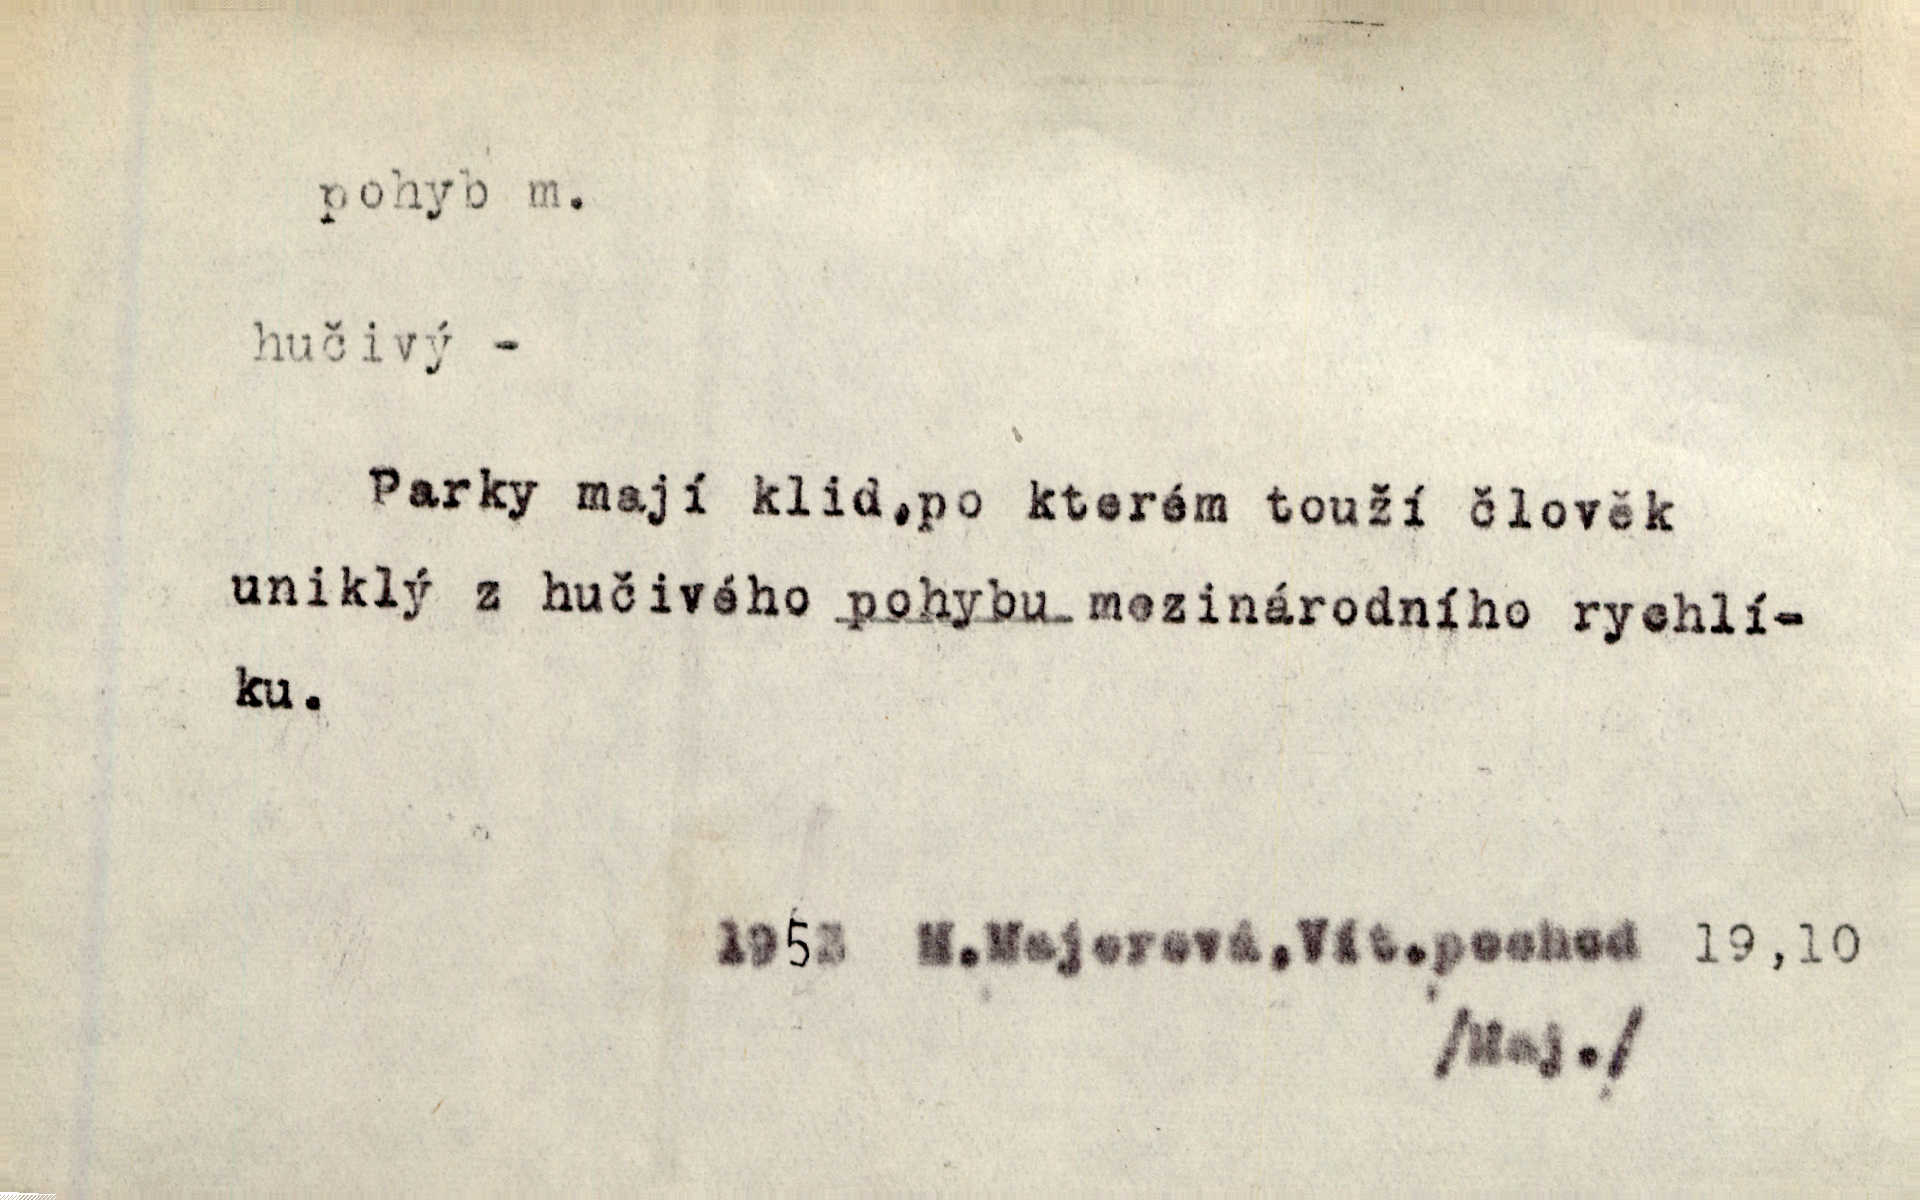 pohyb m.
hučivý -
Parky mají klid,po kterém touží člověk
uniklý z hučivého pohybu mezinárodního rychlí-
ku.
1953 M.Majerová,Vít.pochod 19,10
/Maj./